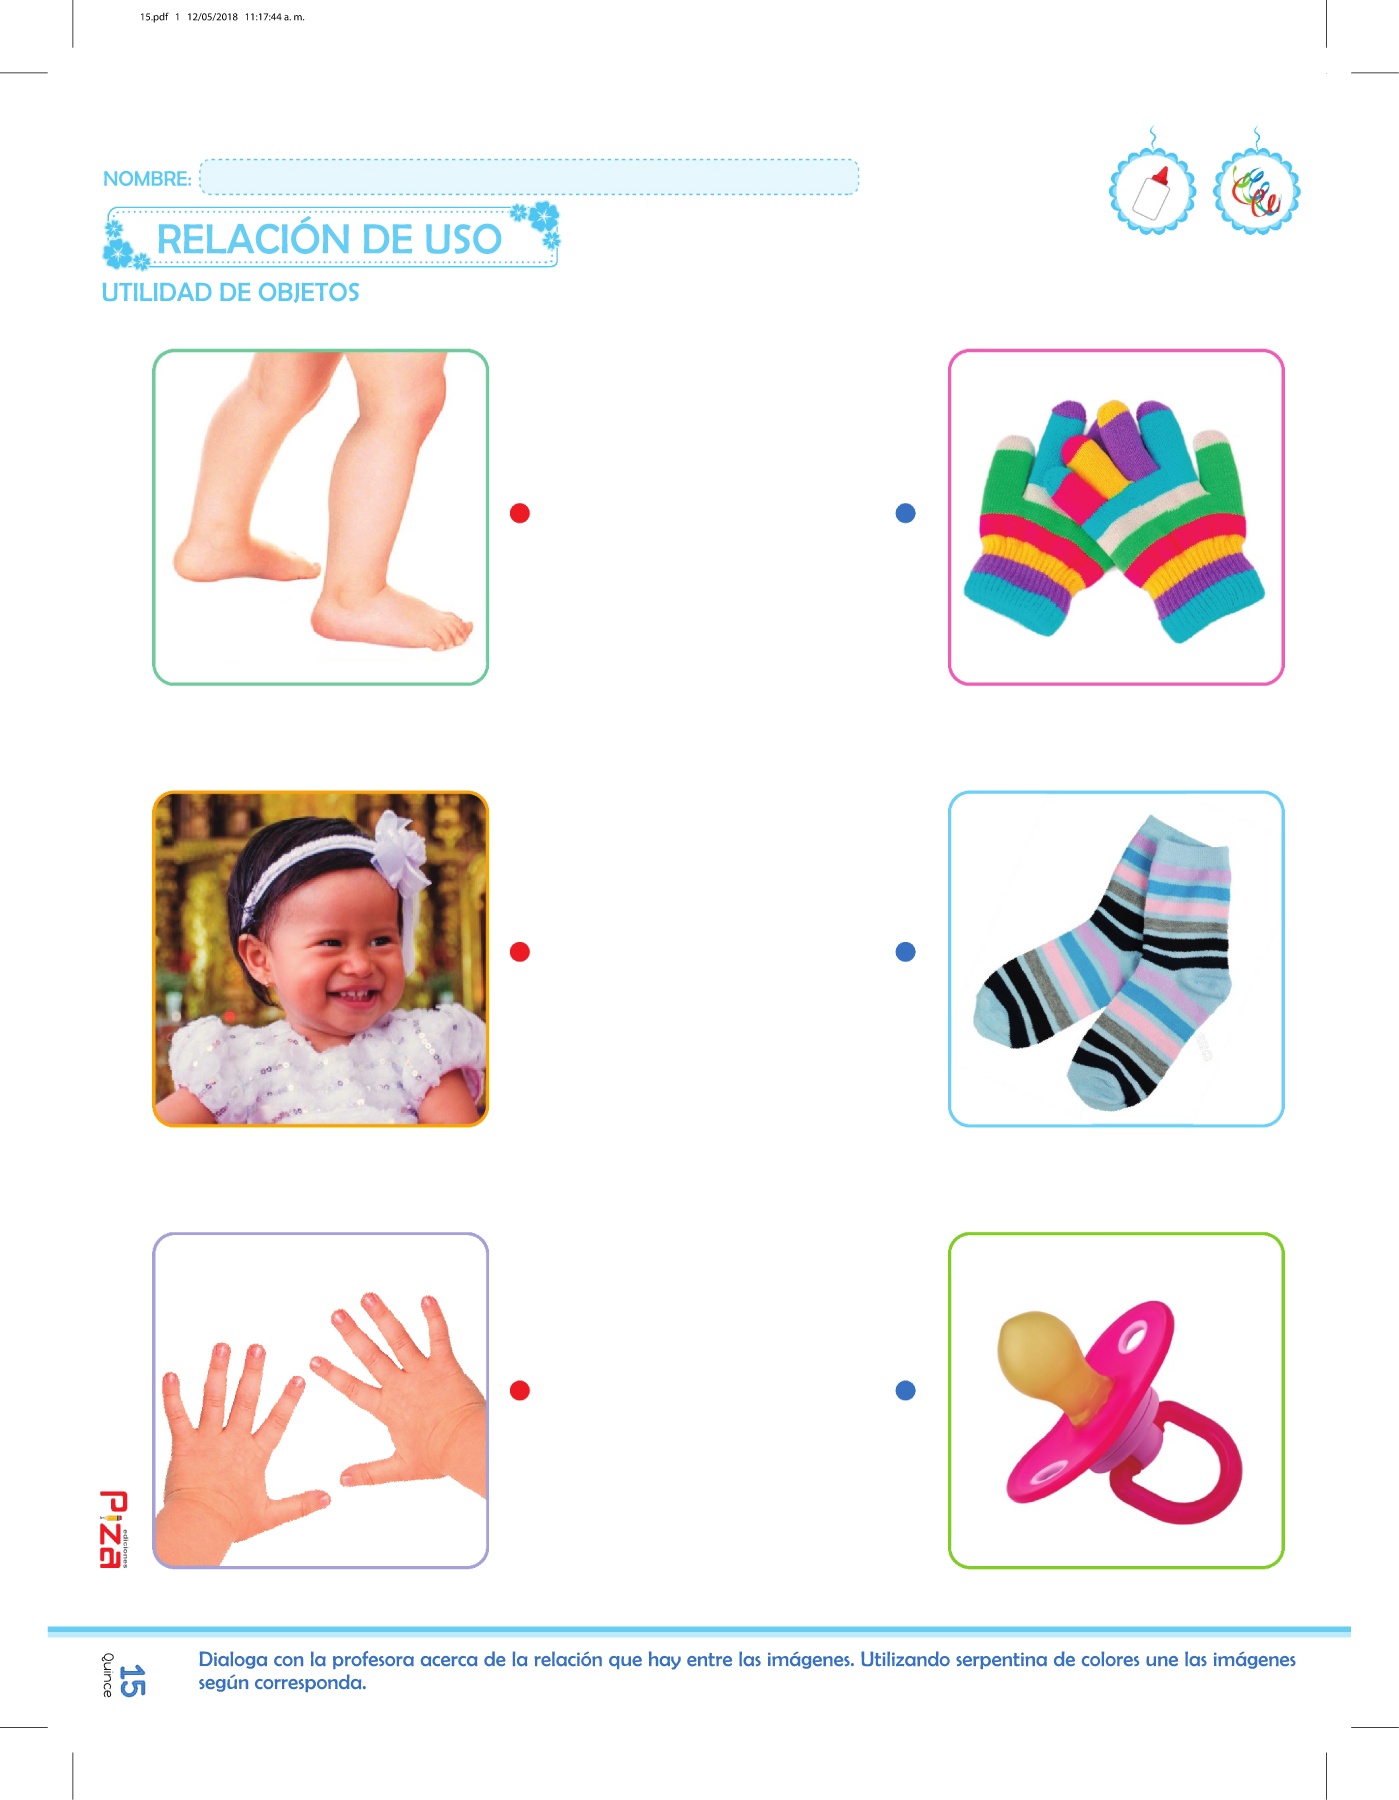 15.pdf 1 12/05/2018 11:17:44 a. m.
NOMBRE:
RELACIÓN DE USO
UTILIDAD DE OBJETOS
Piza
ediciones
15
Quince
Dialoga con la profesora acerca de la relación que hay entre las imágenes. Utilizando serpentina de colores une las imágenes
según corresponda.